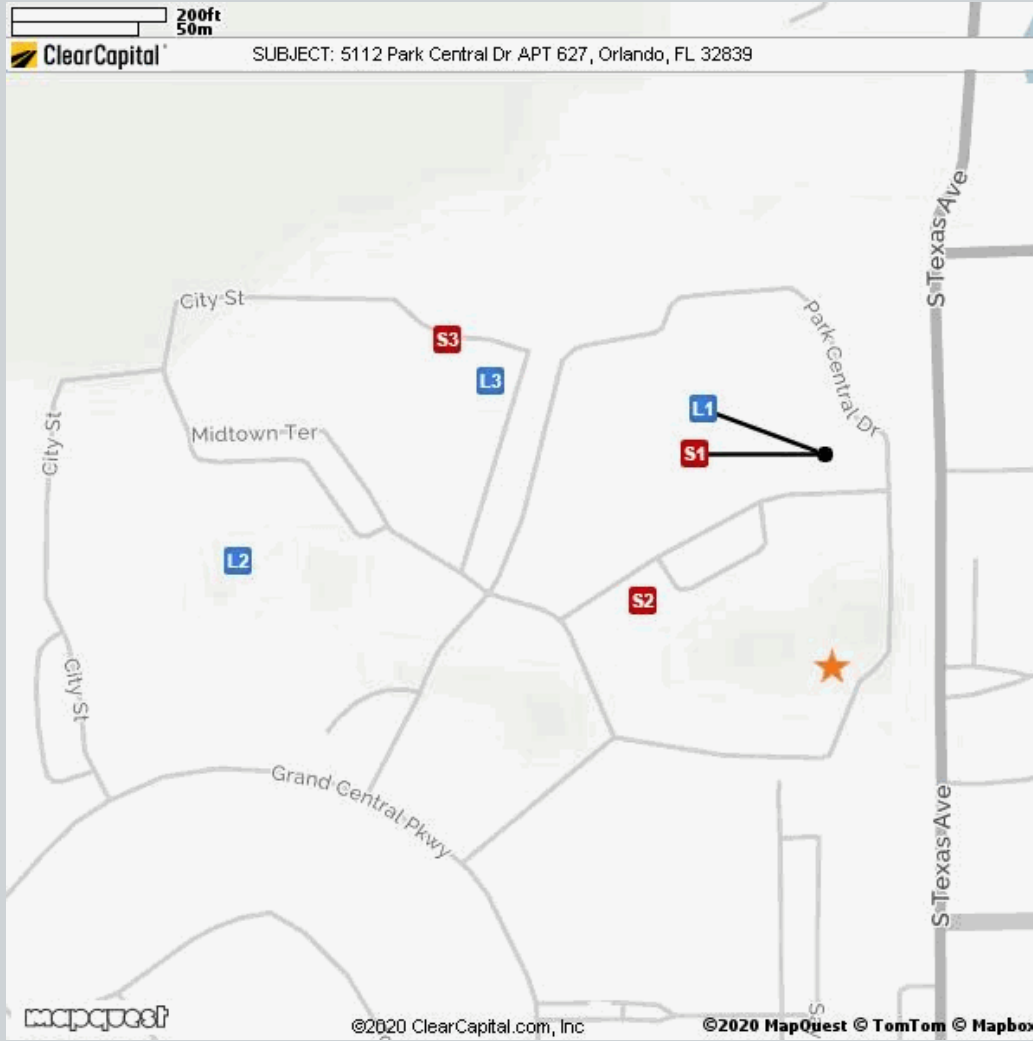 200ft
50m
ClearCapital
SUBJECT: 5112 Park Central Dr APT 627, Orlando, FL 32839
S Texas Ave
City St
Park Central Dr
S3
L3
L1
City St
Midtown Ter
S1
L2
S2
City St
Grand Central Pkwy
S Texas Ave
mapquest
©2020 ClearCapital.com, Inc
©2020 MapQuest © TomTom © Mapbox